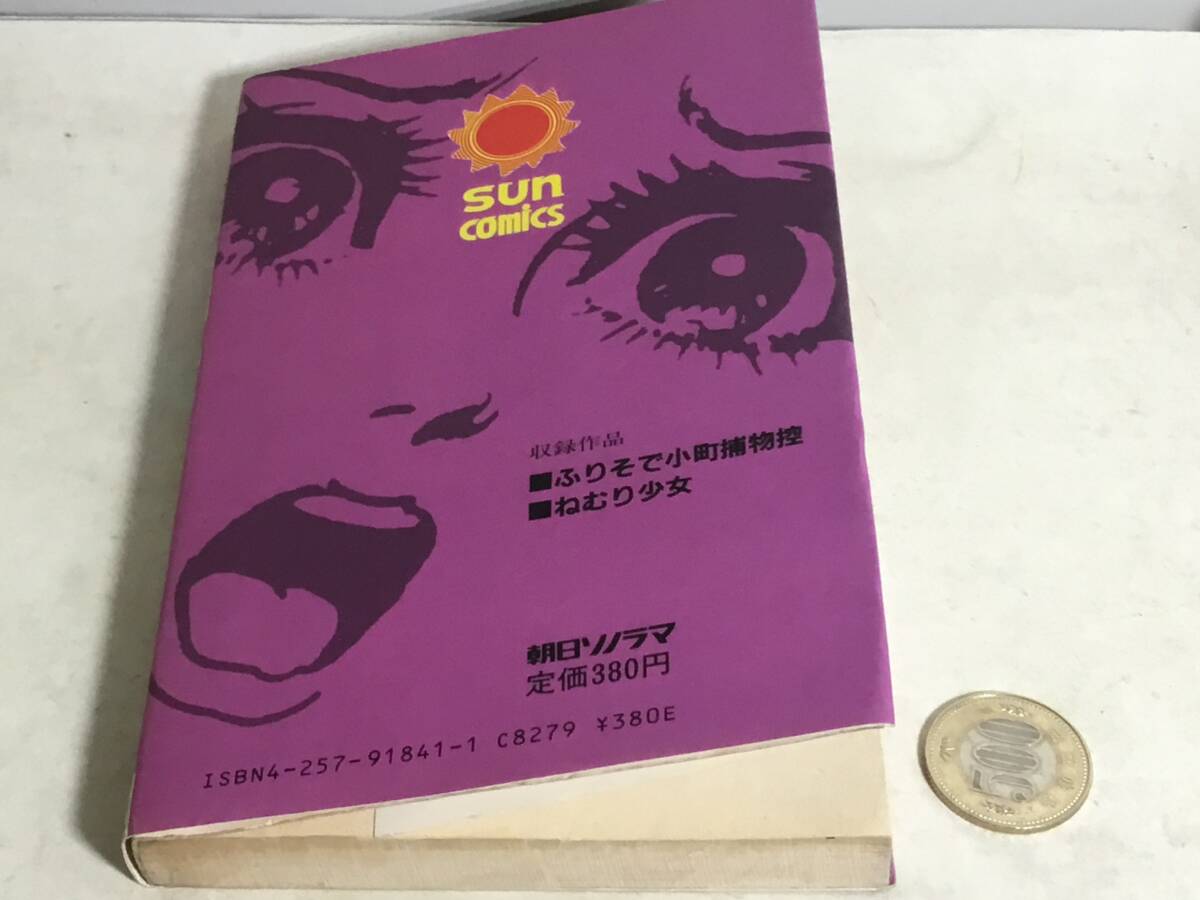 sun
comics
収録作品
■ふりそで小町捕物控
■ねむり少女
朝日ソノラマ
定価380円
ISBN4-257-91841-1 C8279 ¥380E
500